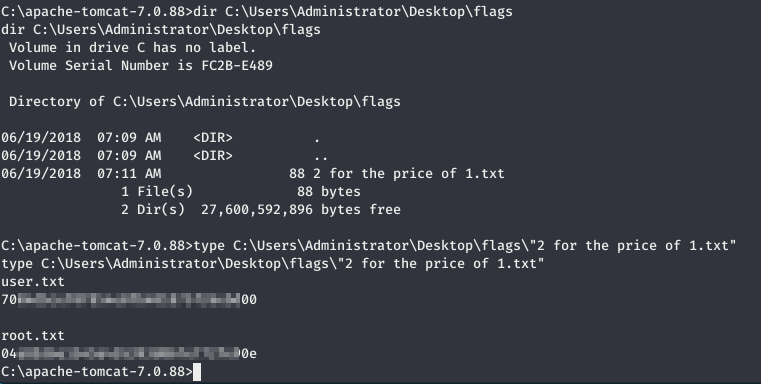 C:\apache-tomcat-7.0.88>dir C:\Users\Administrator\Desktop\flags
dir C:\Users\Administrator\Desktop\flags
 Volume in drive C has no label.
 Volume Serial Number is FC2B-E489

 Directory of C:\Users\Administrator\Desktop\flags

06/19/2018  07:09 AM    <DIR>          .
06/19/2018  07:09 AM    <DIR>          ..
06/19/2018  07:11 AM                88 2 for the price of 1.txt
               1 File(s)             88 bytes
               2 Dir(s)  27,600,592,896 bytes free

C:\apache-tomcat-7.0.88>type C:\Users\Administrator\Desktop\flags\"2 for the price of 1.txt"
type C:\Users\Administrator\Desktop\flags\"2 for the price of 1.txt"
user.txt
70 00

root.txt
04 0e
C:\apache-tomcat-7.0.88>